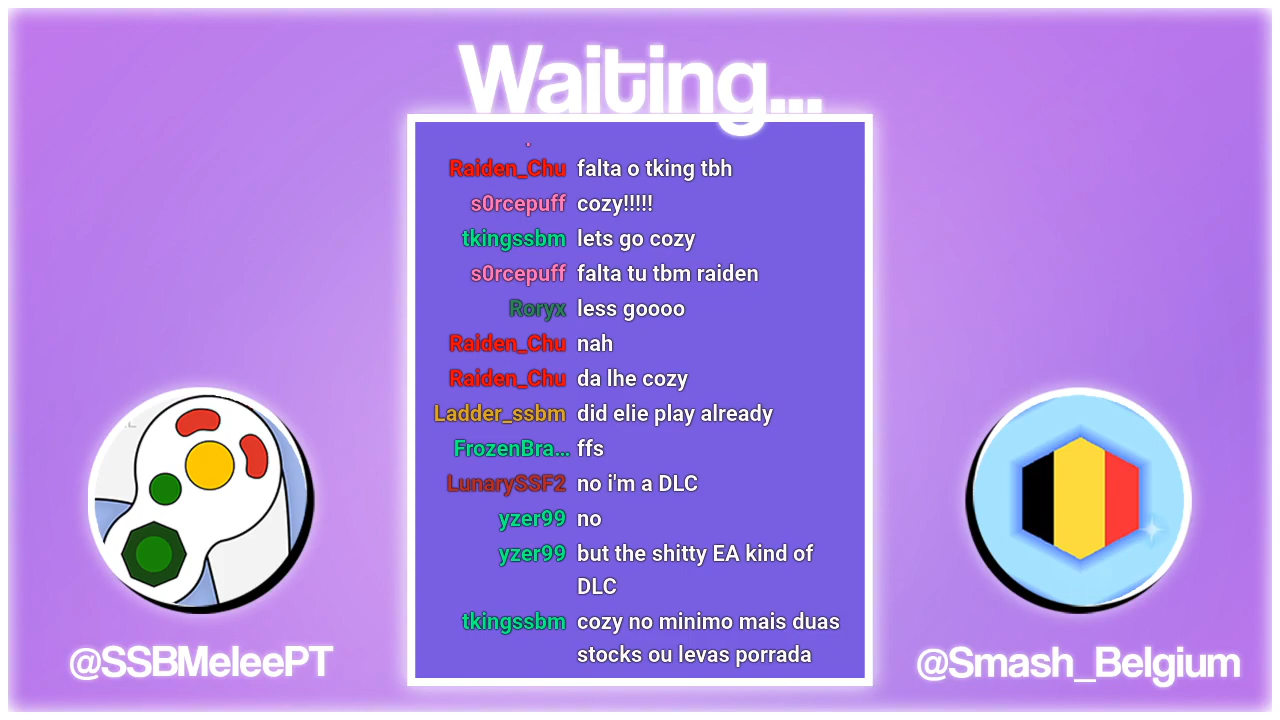 Waiting...
Raiden_Chu falta o tking tbh
s0rcepuff cozy!!!!!
tkingssbm lets go cozy
s0rcepuff falta tu tbm raiden
Roryx less goooo
Raiden_Chu nah
Raiden_Chu da lhe cozy
Ladder_ssbm did elie play already
FrozenBra... ffs
LunarySSF2 no i'm a DLC
yzer99 no
yzer99 but the shitty EA kind of
DLC
tkingssbm cozy no minimo mais duas
stocks ou levas porrada
@SSBMeleePT
@Smash_Belgium